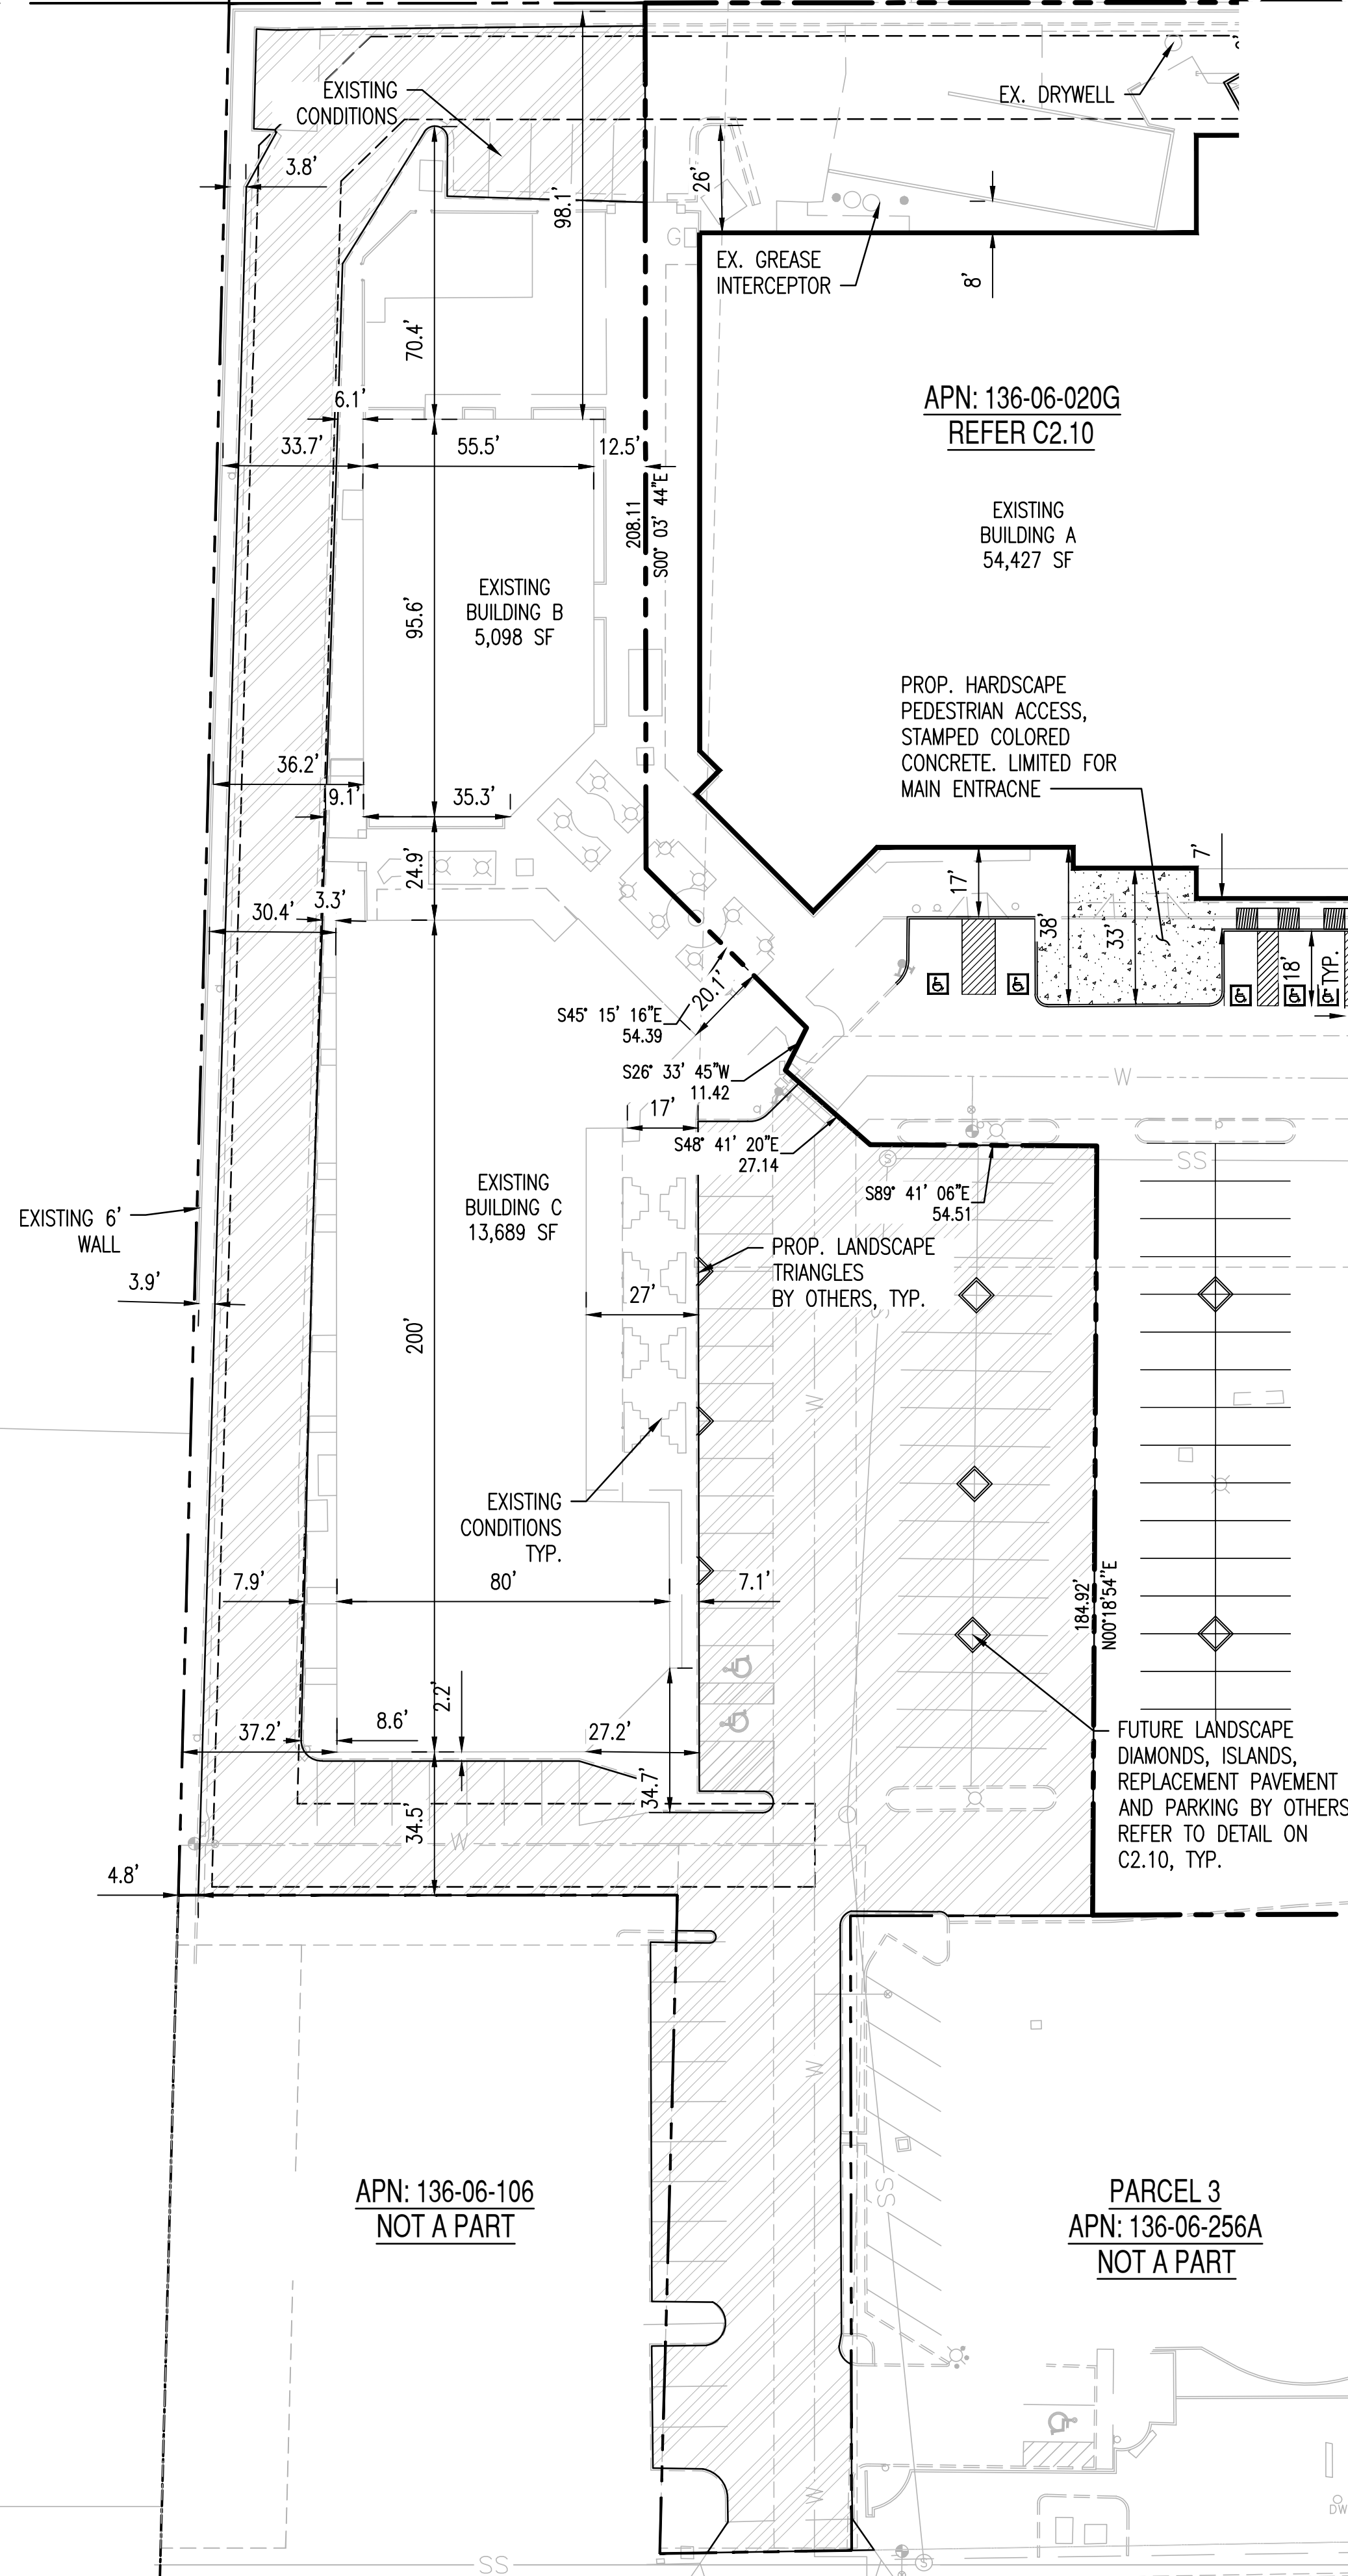 EXISTING
CONDITIONS
EX. DRYWELL
3.8'
98.1'
26'
G
EX. GREASE
INTERCEPTOR
8'
70.4'
APN: 136-06-020G
REFER C2.10
6.1'
33.7'
55.5'
12.5'
208.11
S00° 03' 44"E
EXISTING
BUILDING A
54,427 SF
EXISTING
BUILDING B
5,098 SF
95.6'
PROP. HARDSCAPE
PEDESTRIAN ACCESS,
STAMPED COLORED
CONCRETE. LIMITED FOR
MAIN ENTRACNE
36.2'
9.1'
35.3'
24.9'
3.3'
30.4'
17'
38'
33'
7'
18'
TYP.
20.1'
S45° 15' 16"E
54.39
S26° 33' 45"W
11.42
W
17'
S48° 41' 20"E
27.14
S
SS
S89° 41' 06"E
54.51
EXISTING
BUILDING C
13,689 SF
EXISTING 6'
WALL
PROP. LANDSCAPE
TRIANGLES
BY OTHERS, TYP.
3.9'
27'
200'
W
EXISTING
CONDITIONS
TYP.
7.9'
80'
7.1'
184.92'
N00°18'54"E
2.2'
37.2'
8.6'
27.2'
34.7'
34.5'
W
FUTURE LANDSCAPE
DIAMONDS, ISLANDS,
REPLACEMENT PAVEMENT
AND PARKING BY OTHERS
REFER TO DETAIL ON
C2.10, TYP.
4.8'
W
SS
APN: 136-06-106
NOT A PART
PARCEL 3
APN: 136-06-256A
NOT A PART
W
DW
SS
S